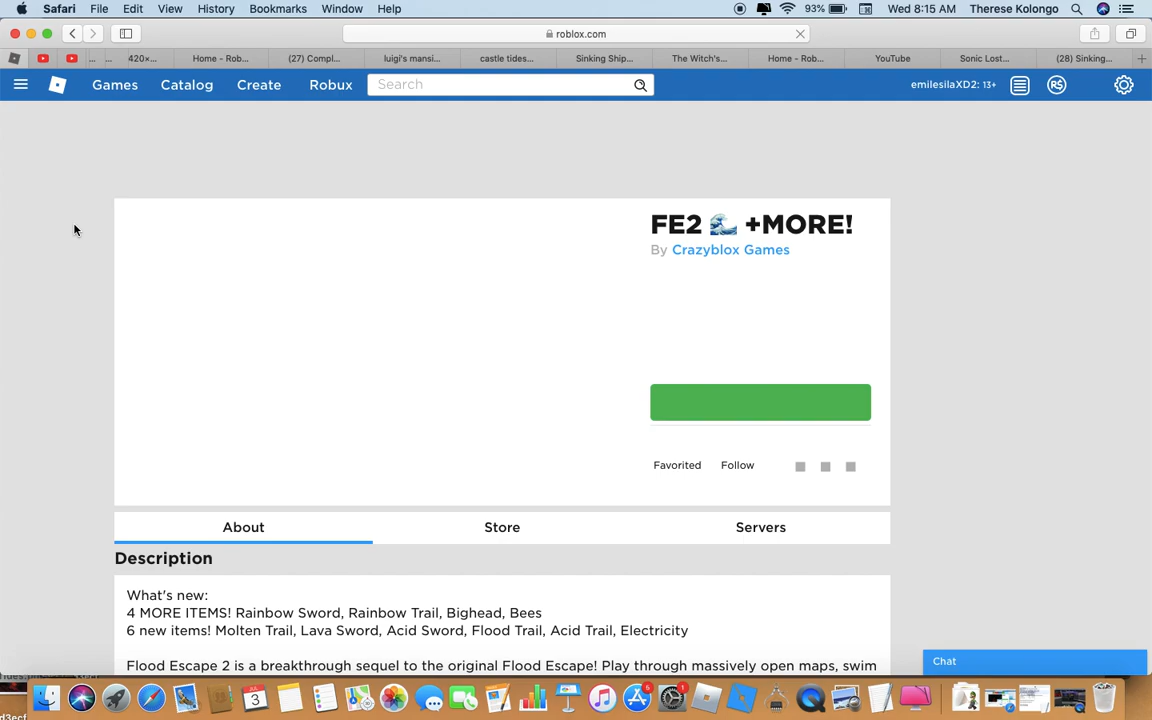 Safari File Edit View History Bookmarks Window Help 93% Wed 8:15 AM Therese Kolongo
roblox.com
... ... 420×... Home - Rob... (27) Compl... luigi's mansi... castle tides... Sinking Ship... The Witch's... Home - Rob... YouTube Sonic Lost... (28) Sinking...
Games Catalog Create Robux Search emilesilaXD2: 13+
FE2 🌊 +MORE!
By Crazyblox Games
Favorited Follow
About Store Servers
Description
What's new:
4 MORE ITEMS! Rainbow Sword, Rainbow Trail, Bighead, Bees
6 new items! Molten Trail, Lava Sword, Acid Sword, Flood Trail, Acid Trail, Electricity
Flood Escape 2 is a breakthrough sequel to the original Flood Escape! Play through massively open maps, swim
Chat